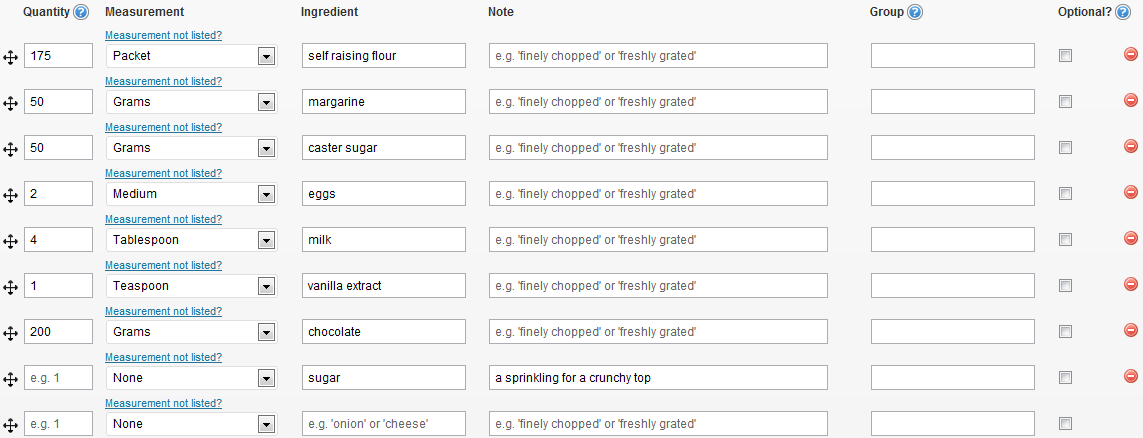 Quantity ? Measurement Ingredient Note Group ? Optional? ?
Measurement not listed?
175 Packet self raising flour e.g. 'finely chopped' or 'freshly grated'
Measurement not listed?
50 Grams margarine e.g. 'finely chopped' or 'freshly grated'
Measurement not listed?
50 Grams caster sugar e.g. 'finely chopped' or 'freshly grated'
Measurement not listed?
2 Medium eggs e.g. 'finely chopped' or 'freshly grated'
Measurement not listed?
4 Tablespoon milk e.g. 'finely chopped' or 'freshly grated'
Measurement not listed?
1 Teaspoon vanilla extract e.g. 'finely chopped' or 'freshly grated'
Measurement not listed?
200 Grams chocolate e.g. 'finely chopped' or 'freshly grated'
Measurement not listed?
e.g. 1 None sugar a sprinkling for a crunchy top
Measurement not listed?
e.g. 1 None e.g. 'onion' or 'cheese' e.g. 'finely chopped' or 'freshly grated'